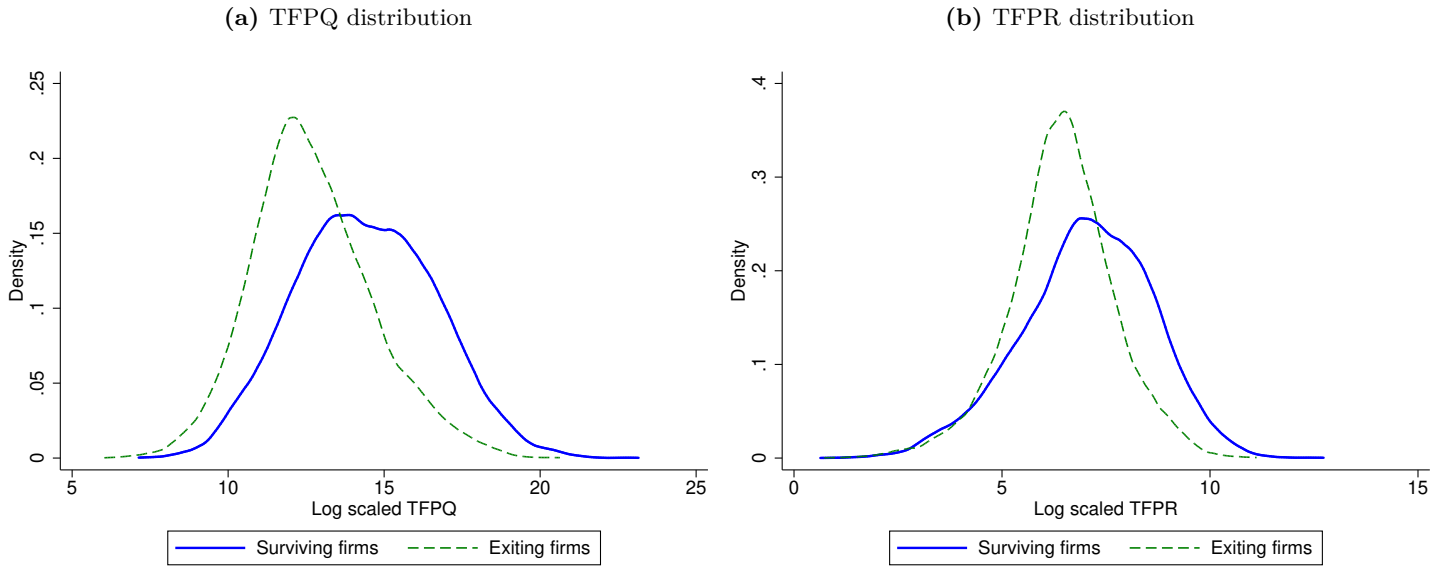 (a) TFPQ distribution
.25
.2
.15
.1
.05
0
Density
5 10 15 20 25
Log scaled TFPQ
Surviving firms Exiting firms
(b) TFPR distribution
.4
.3
.2
.1
0
Density
0 5 10 15
Log scaled TFPR
Surviving firms Exiting firms